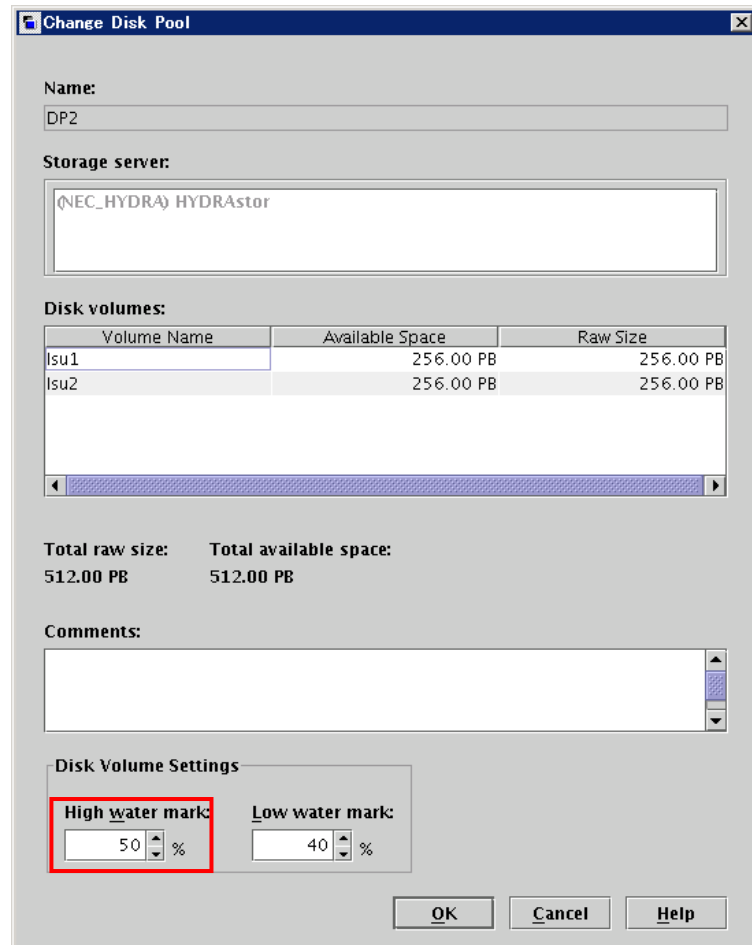 Change Disk Pool
Name:
DP2
Storage server:
(NEC_HYDRA) HYDRAstor
Disk volumes:
Volume Name Available Space Raw Size
lsu1 256.00 PB 256.00 PB
lsu2 256.00 PB 256.00 PB
Total raw size: Total available space:
512.00 PB 512.00 PB
Comments:
Disk Volume Settings
High water mark: Low water mark:
50 % 40 %
OK Cancel Help